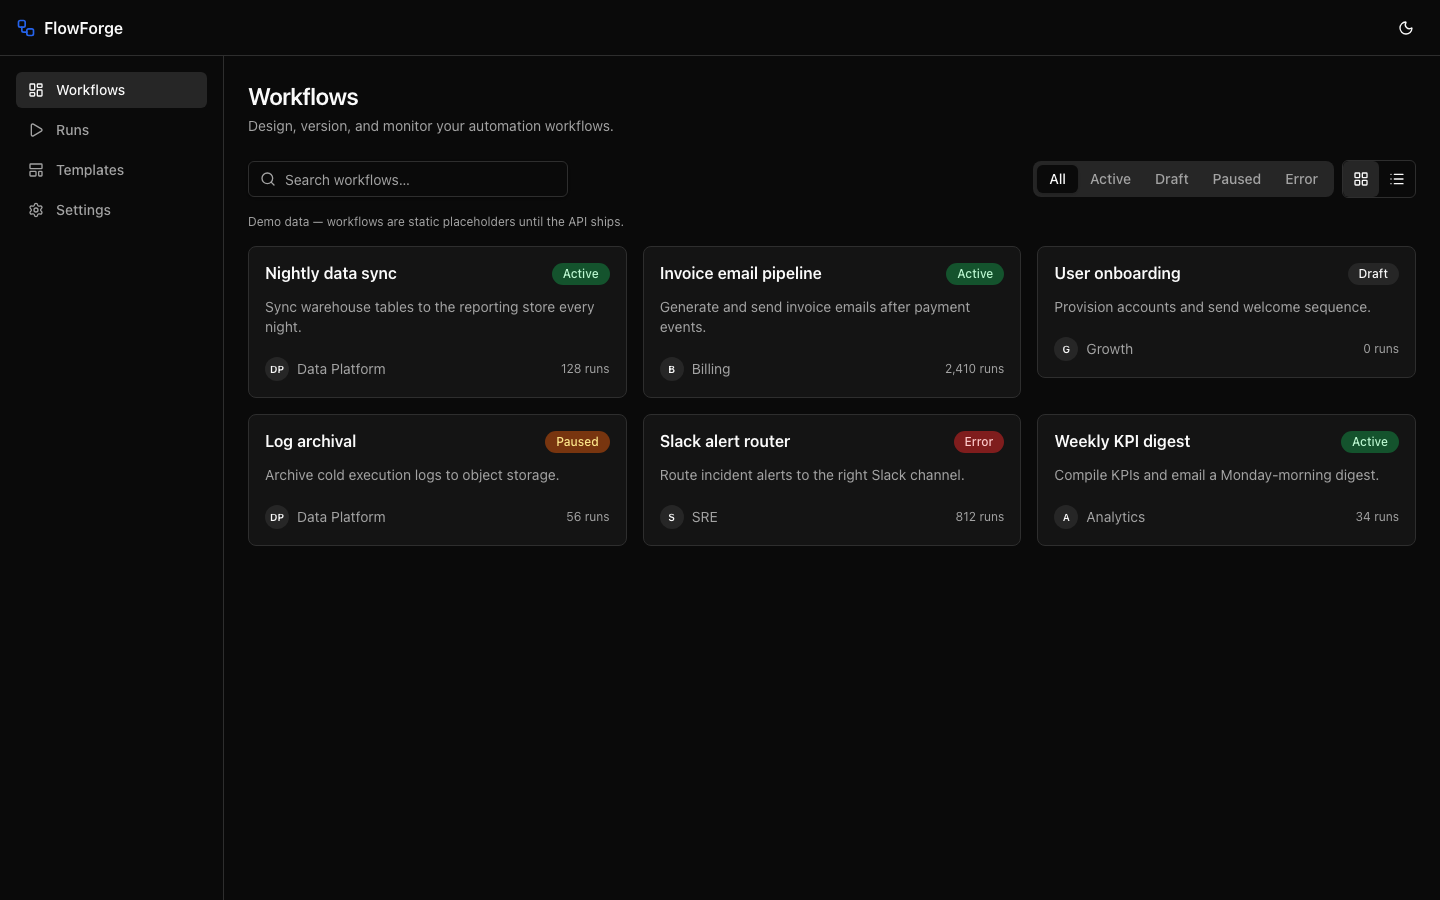 FlowForge
Workflows
Runs
Templates
Settings
Workflows
Design, version, and monitor your automation workflows.
Search workflows...
All
Active
Draft
Paused
Error
Demo data — workflows are static placeholders until the API ships.
Nightly data sync
Active
Sync warehouse tables to the reporting store every
night.
DP
Data Platform
128 runs
Invoice email pipeline
Active
Generate and send invoice emails after payment
events.
B
Billing
2,410 runs
User onboarding
Draft
Provision accounts and send welcome sequence.
G
Growth
0 runs
Log archival
Paused
Archive cold execution logs to object storage.
DP
Data Platform
56 runs
Slack alert router
Error
Route incident alerts to the right Slack channel.
S
SRE
812 runs
Weekly KPI digest
Active
Compile KPIs and email a Monday-morning digest.
A
Analytics
34 runs